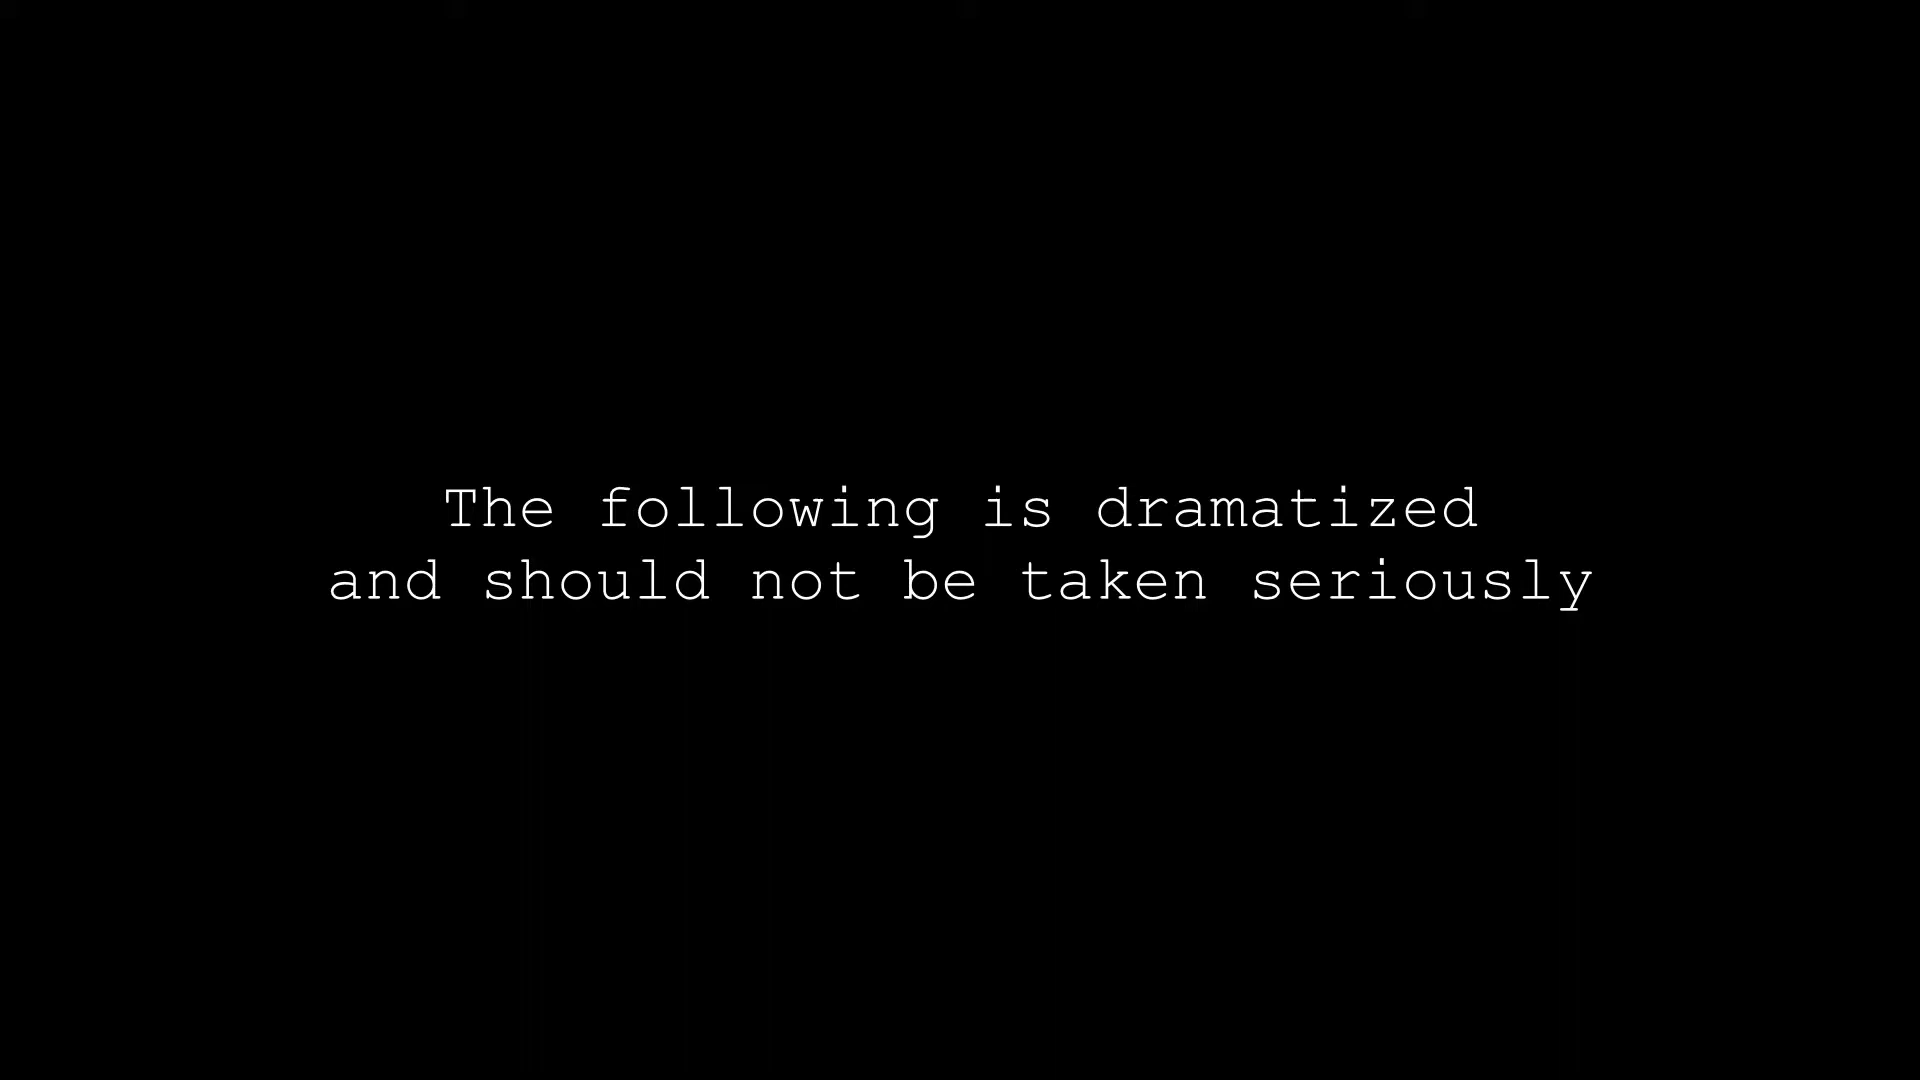 The following is dramatized
and should not be taken seriously